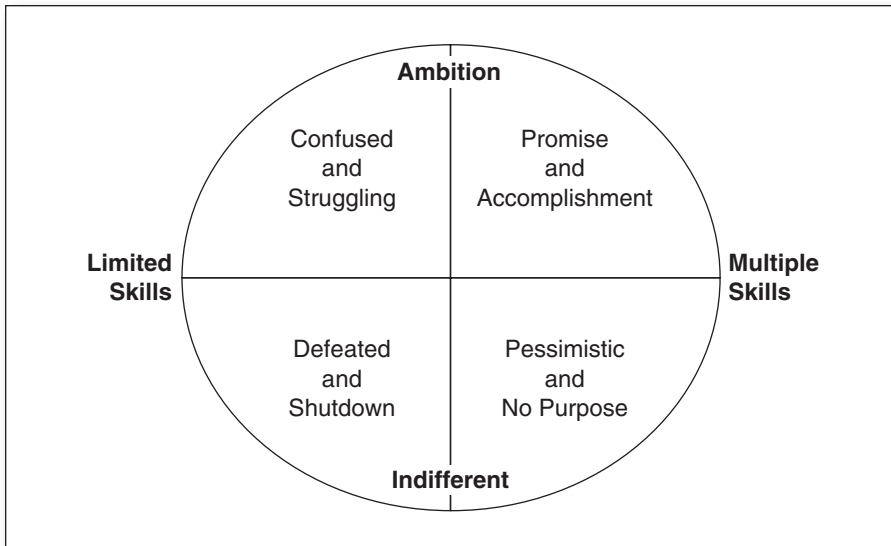 Ambition
Confused
and
Struggling
Promise
and
Accomplishment
Limited
Skills
Multiple
Skills
Defeated
and
Shutdown
Pessimistic
and
No Purpose
Indifferent